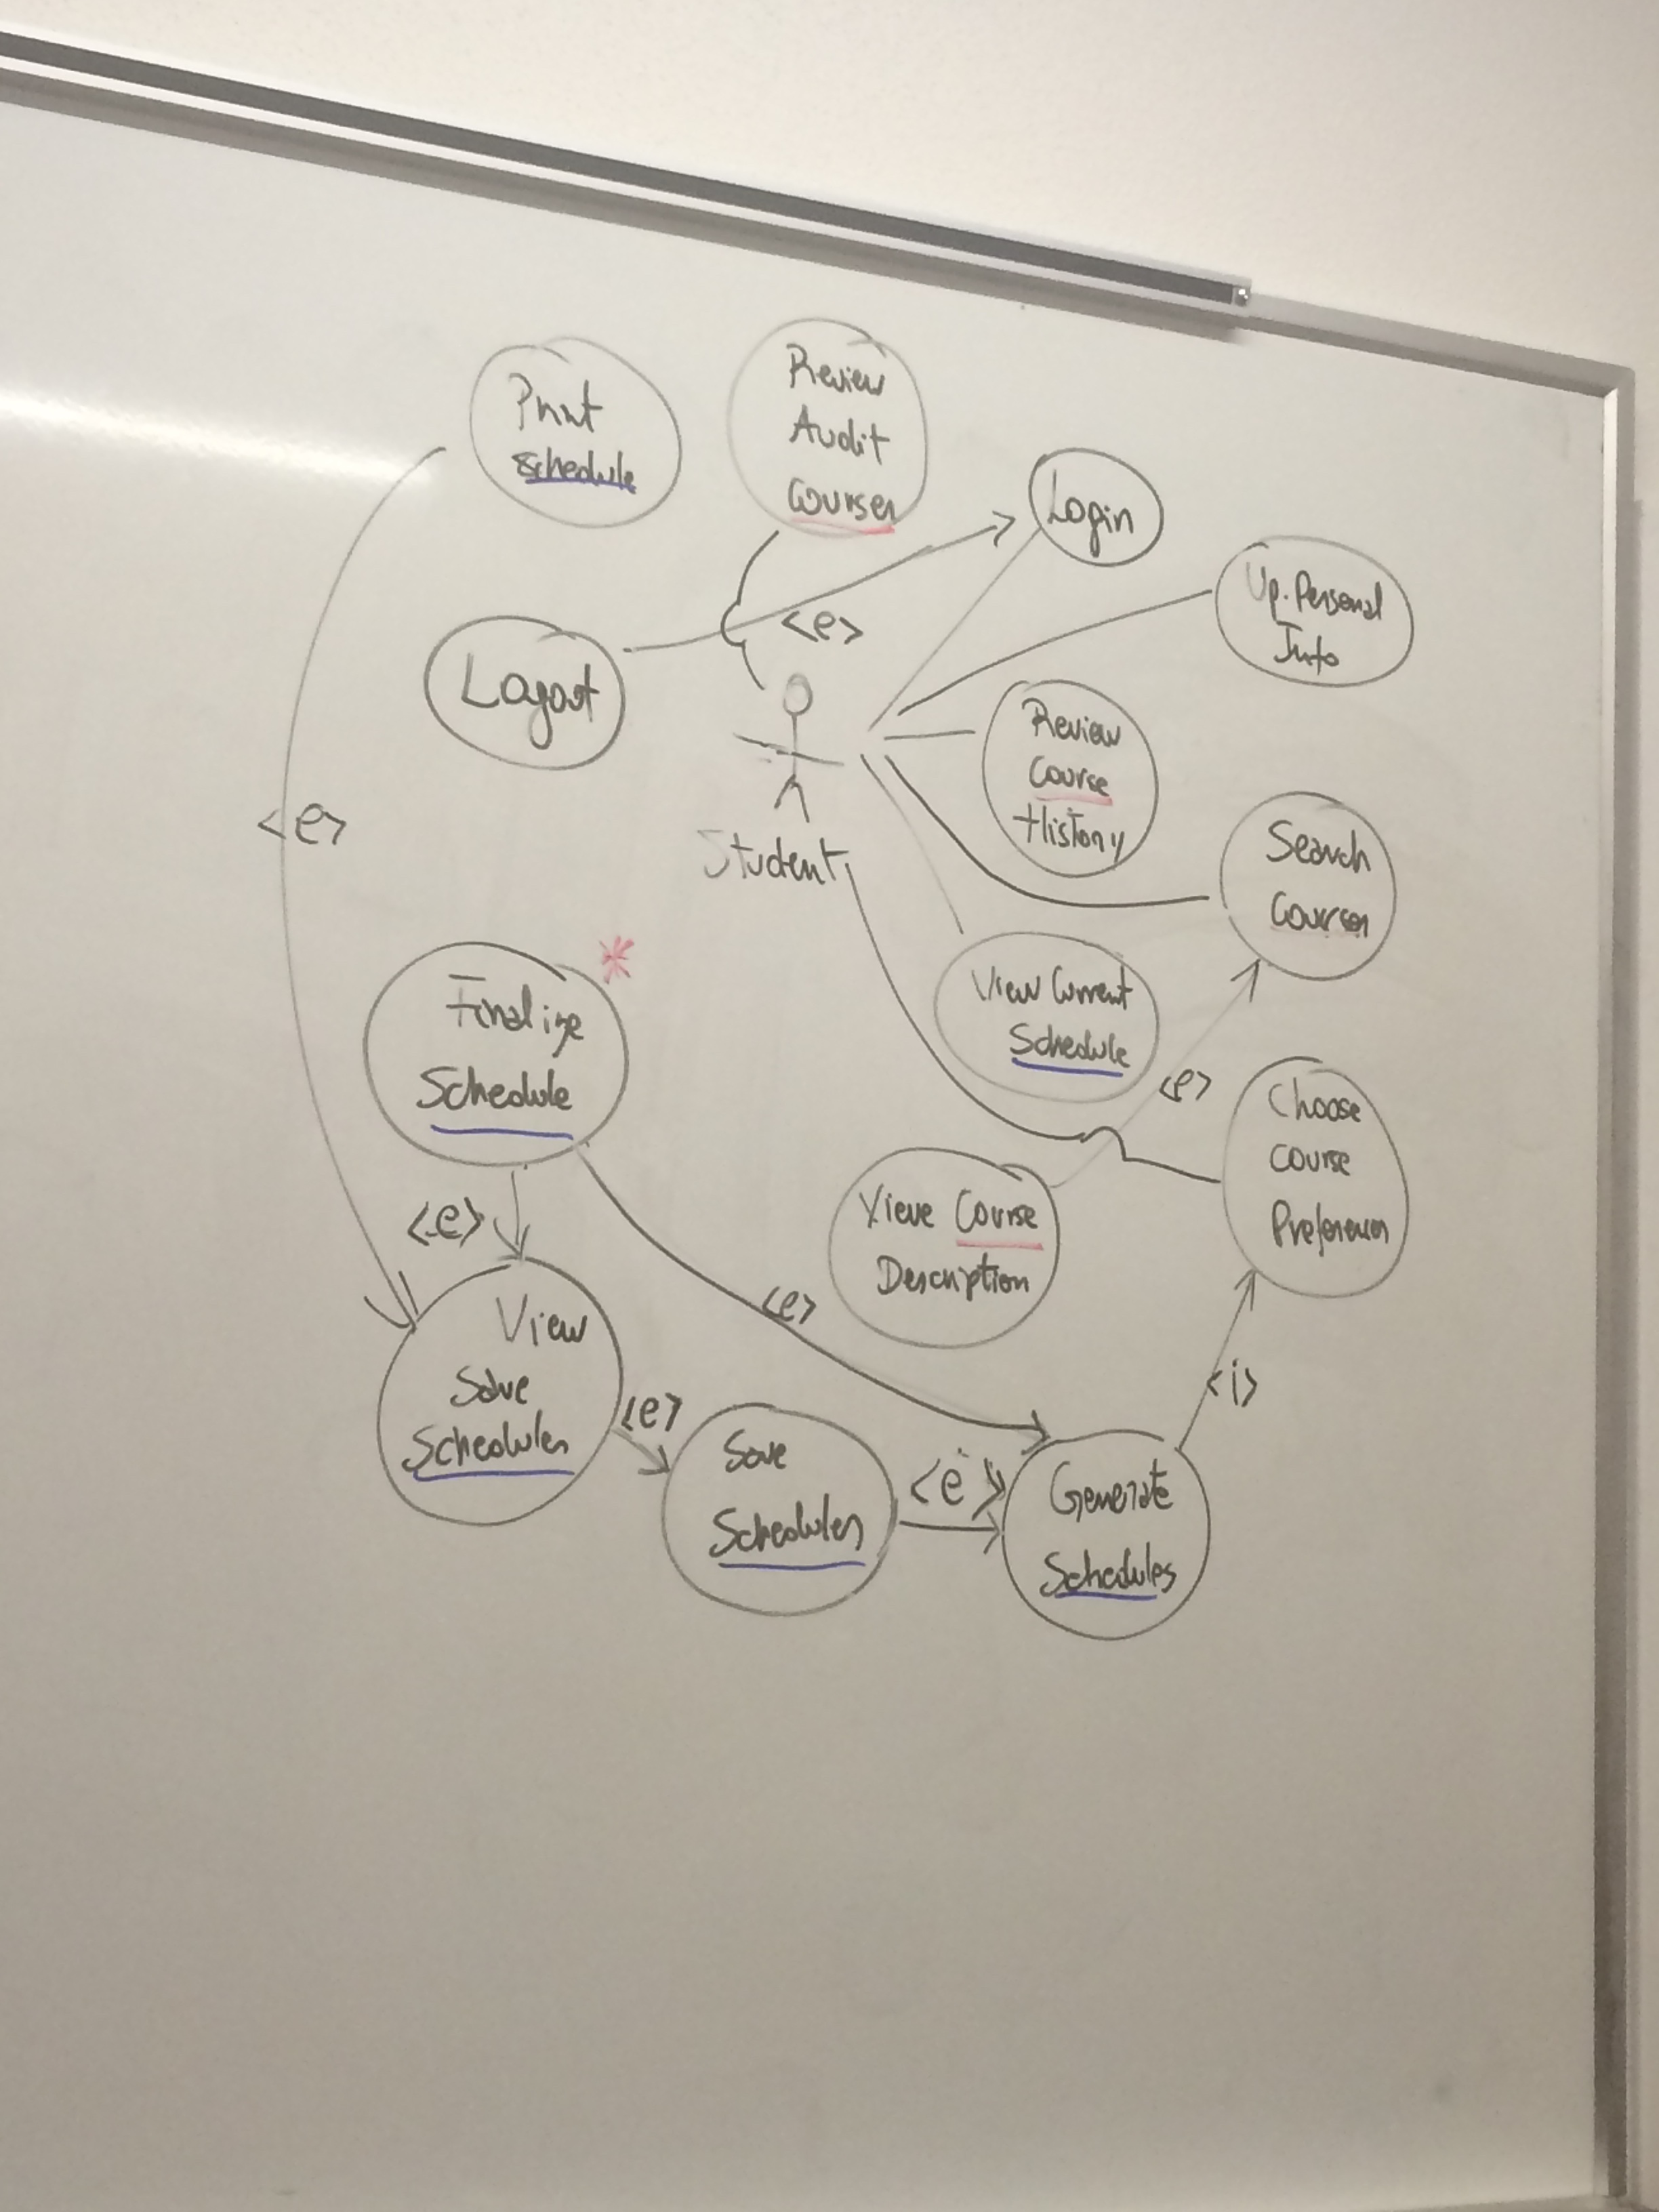 Print
Schedule
Review
Audit
Courses
Login
Up. Personal
Info
<e>
Logout
Review
Course
History
Student
<e>
Search
Courses
View Current
Schedule
Finalize
Schedule
*
<e>
Choose
Course
Preferences
View Course
Description
<e>
<e>
View
Save
Schedules
<e>
<i>
Save
Schedules
<e>
Generate
Schedules